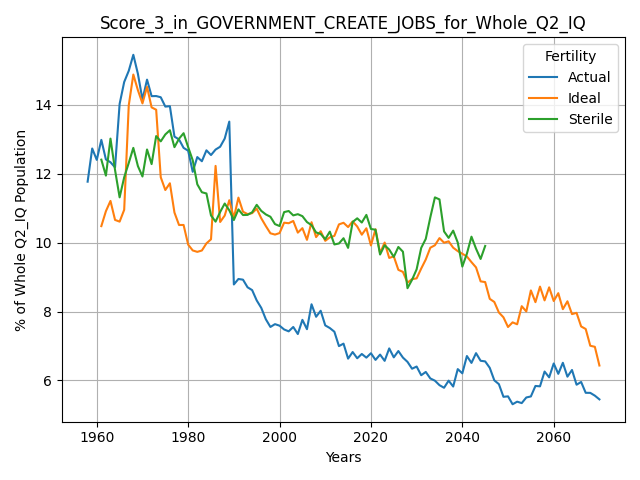 Score_3_in_GOVERNMENT_CREATE_JOBS_for_Whole_Q2_IQ
Fertility
Actual
Ideal
Sterile
% of Whole Q2_IQ Population
14
12
10
8
6
1960
1980
2000
2020
2040
2060
Years